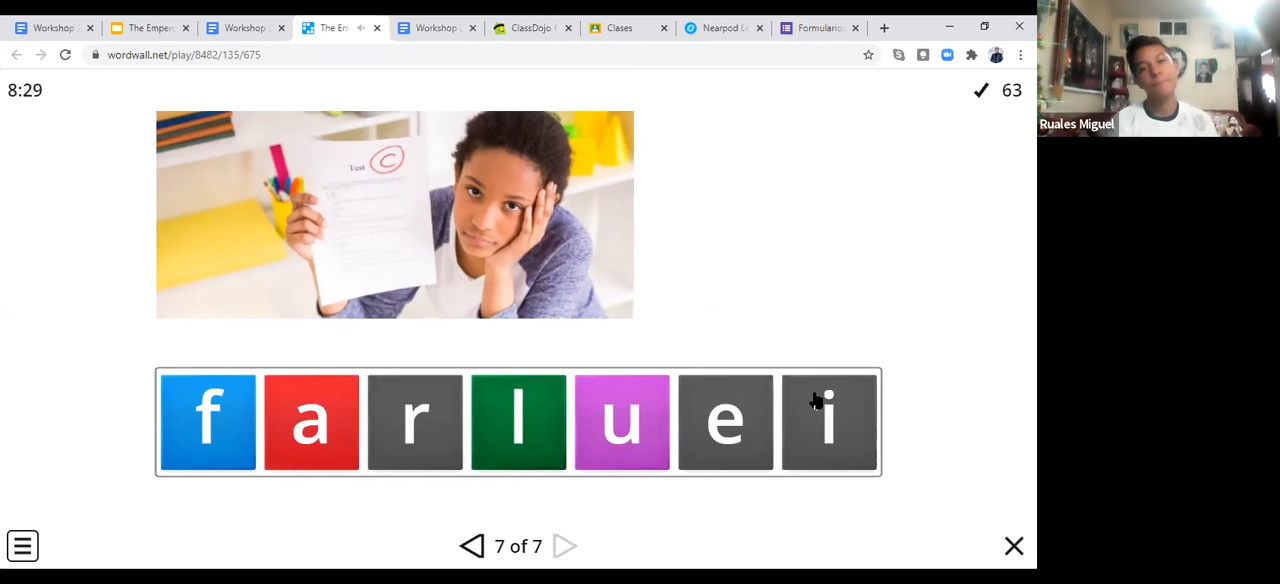 Workshop
The Emper
Workshop
The Em
Workshop
ClassDojo f
Clases
Nearpod
Formularios
wordwall.net/play/8482/135/675
8:29
63
Test C
Ruales Miguel
f a r l u e i
7 of 7